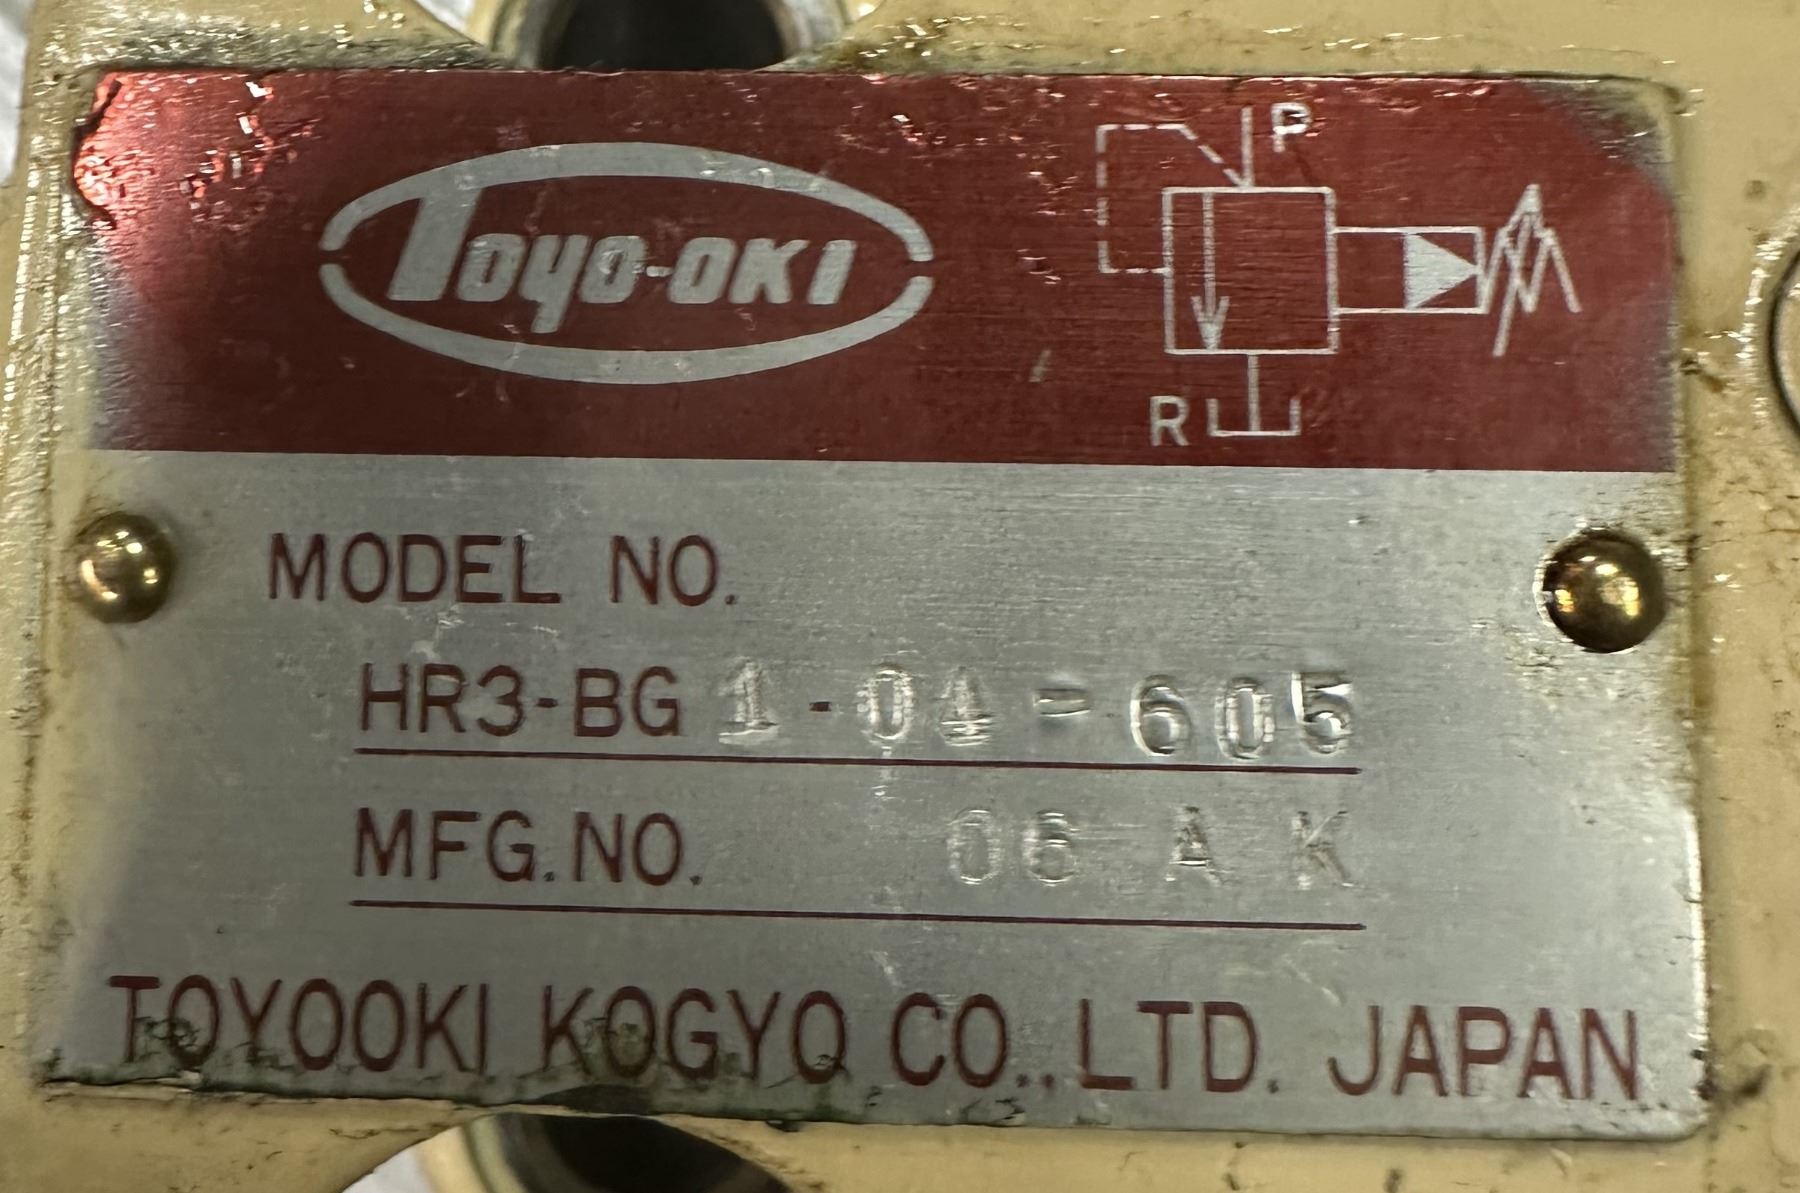 TOYO-OKI
P
R
MODEL NO.
HR3-BG 1-04-605
MFG.NO. 06 A K
TOYOOKI KOGYO CO., LTD. JAPAN